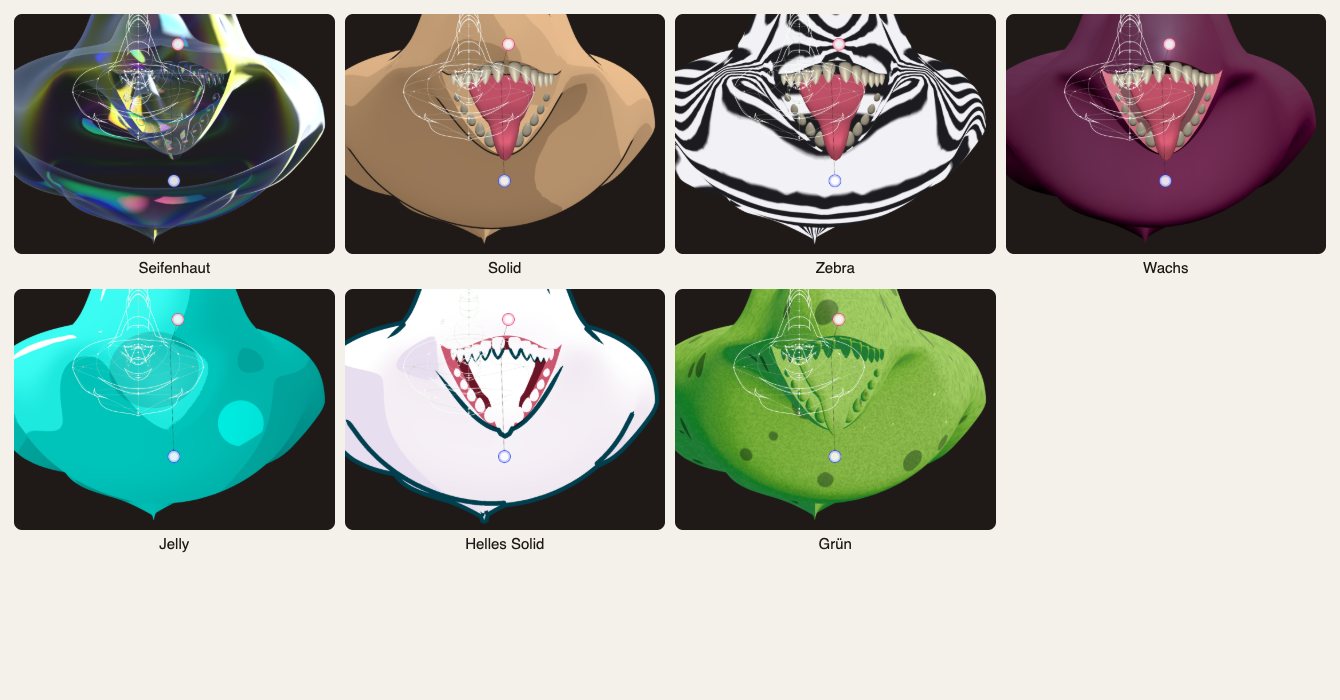 Seifenhaut
Solid
Zebra
Wachs
Jelly
Helles Solid
Grün